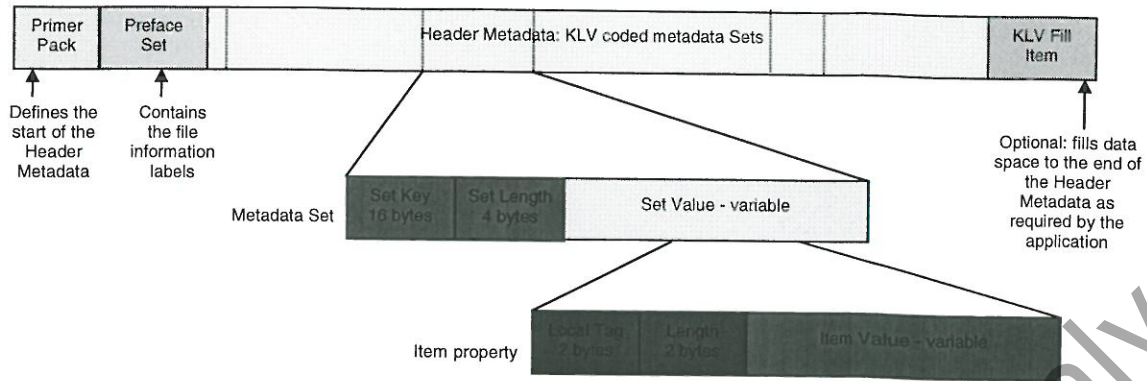 Primer
Pack
Preface
Set
Header Metadata: KLV coded metadata Sets
KLV Fill
Item
Defines the
start of the
Header
Metadata
Contains
the file
information
labels
Optional: fills data
space to the end of
the Header
Metadata as
required by the
application
Metadata Set
Set Key
16 bytes
Set Length
4 bytes
Set Value - variable
Item property
Local Tag
2 bytes
Length
2 bytes
Item Value - variable